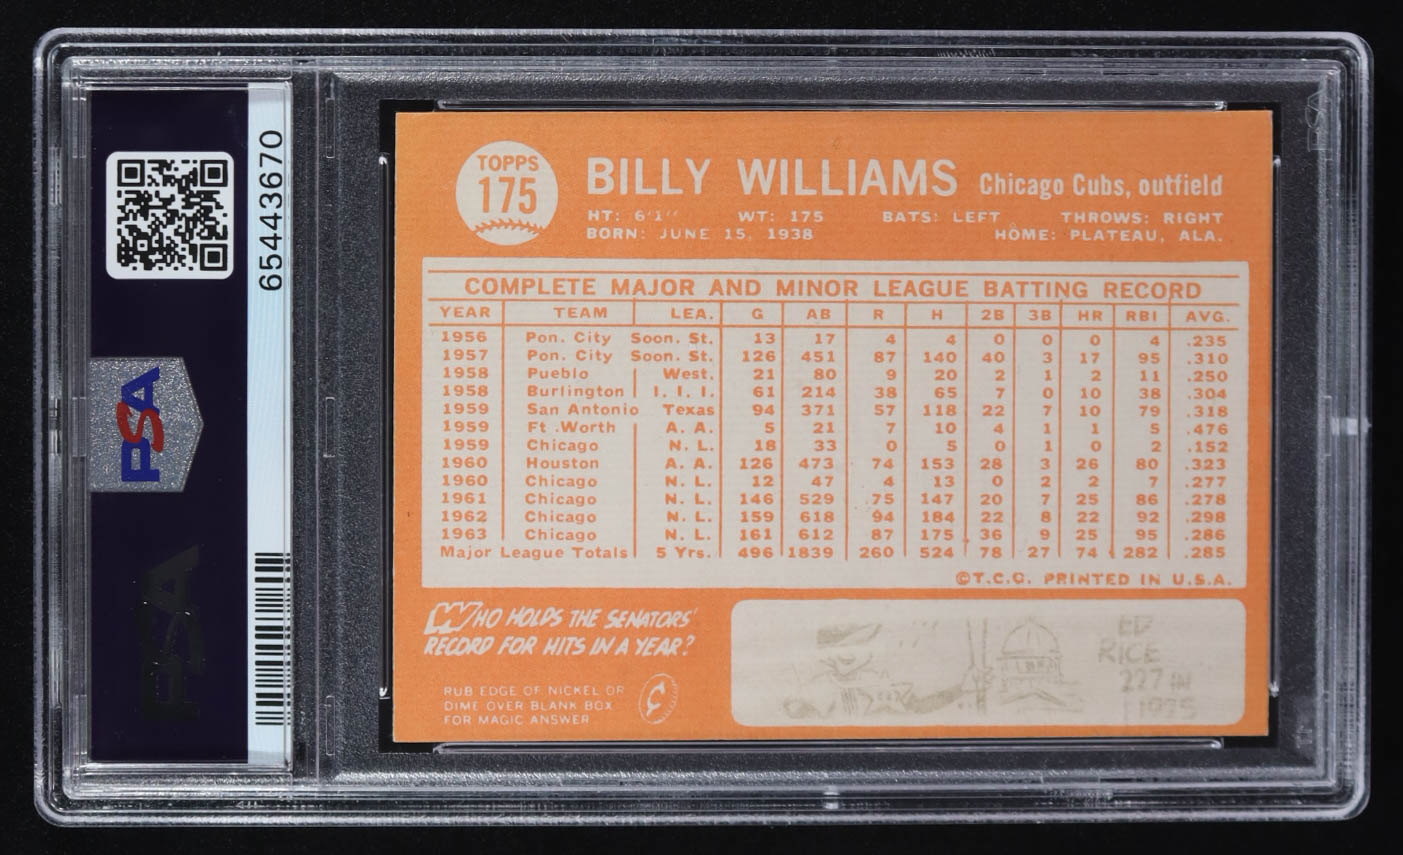 65443670
PSA
PSA
TOPPS
175
BILLY WILLIAMS Chicago Cubs, outfield
HT: 6'1" WT: 175 BATS: LEFT THROWS: RIGHT
BORN: JUNE 15, 1938 HOME: PLATEAU, ALA.
COMPLETE MAJOR AND MINOR LEAGUE BATTING RECORD
YEAR TEAM LEA. G AB R H 2B 3B HR RBI AVG.
1956 Pon. City Soon. St. 13 17 4 4 0 0 0 4 .235
1957 Pon. City Soon. St. 126 451 87 140 40 3 17 95 .310
1958 Pueblo West. 21 80 9 20 2 1 2 11 .250
1958 Burlington I. I. I. 61 214 38 65 7 0 10 38 .304
1959 San Antonio Texas 94 371 57 118 22 7 10 79 .318
1959 Ft .Worth A. A. 5 21 7 10 4 1 1 5 .476
1959 Chicago N. L. 18 33 0 5 0 1 0 2 .152
1960 Houston A. A. 126 473 74 153 28 3 26 80 .323
1960 Chicago N. L. 12 47 4 13 0 2 2 7 .277
1961 Chicago N. L. 146 529 75 147 20 7 25 86 .278
1962 Chicago N. L. 159 618 94 184 22 8 22 92 .298
1963 Chicago N. L. 161 612 87 175 36 9 25 95 .286
Major League Totals 5 Yrs. 496 1839 260 524 78 27 74 282 .285
©T.C.G. PRINTED IN U.S.A.
WHO HOLDS THE SENATORS'
RECORD FOR HITS IN A YEAR?
RUB EDGE OF NICKEL OR
DIME OVER BLANK BOX
FOR MAGIC ANSWER
ED
RICE
227 IN